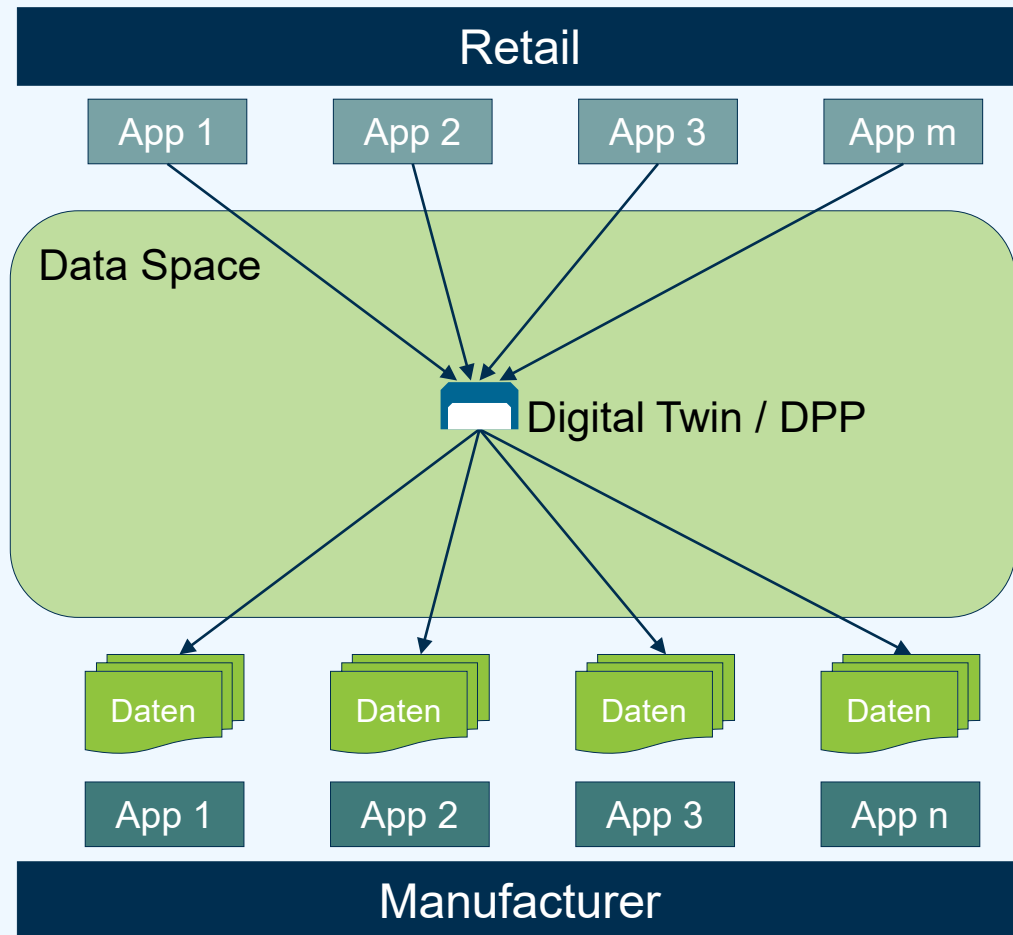 Retail
App 1
App 2
App 3
App m
Data Space
Digital Twin / DPP
Daten
Daten
Daten
Daten
App 1
App 2
App 3
App n
Manufacturer